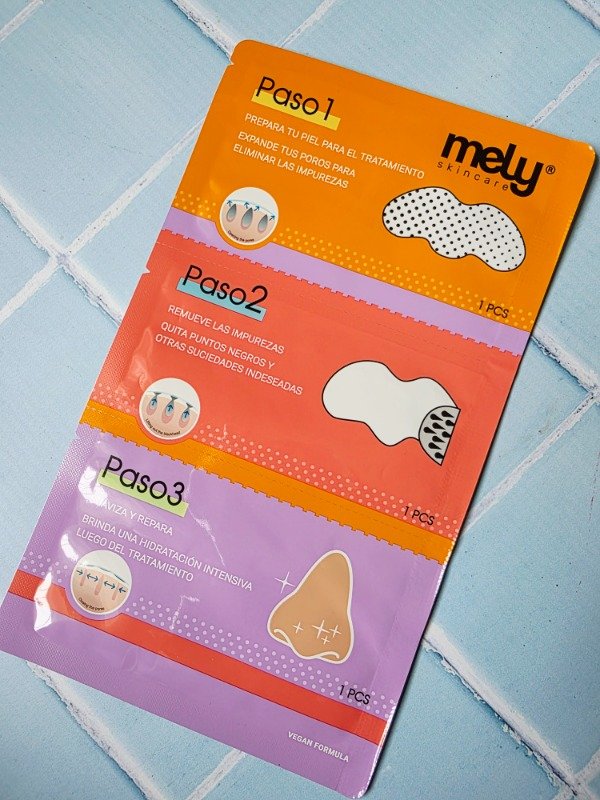 Paso1
PREPARA TU PIEL PARA EL TRATAMIENTO
EXPANDE TUS POROS PARA
ELIMINAR LAS IMPUREZAS
mely®
skincare
1 PCS
Paso2
REMUEVE LAS IMPUREZAS
QUITA PUNTOS NEGROS Y
OTRAS SUCIEDADES INDESEADAS
1 PCS
Paso3
Y REPARA
BRINDA UNA HIDRATACIÓN INTENSIVA
LUEGO DEL TRATAMIENTO
1 PCS
VEGAN FORMULA